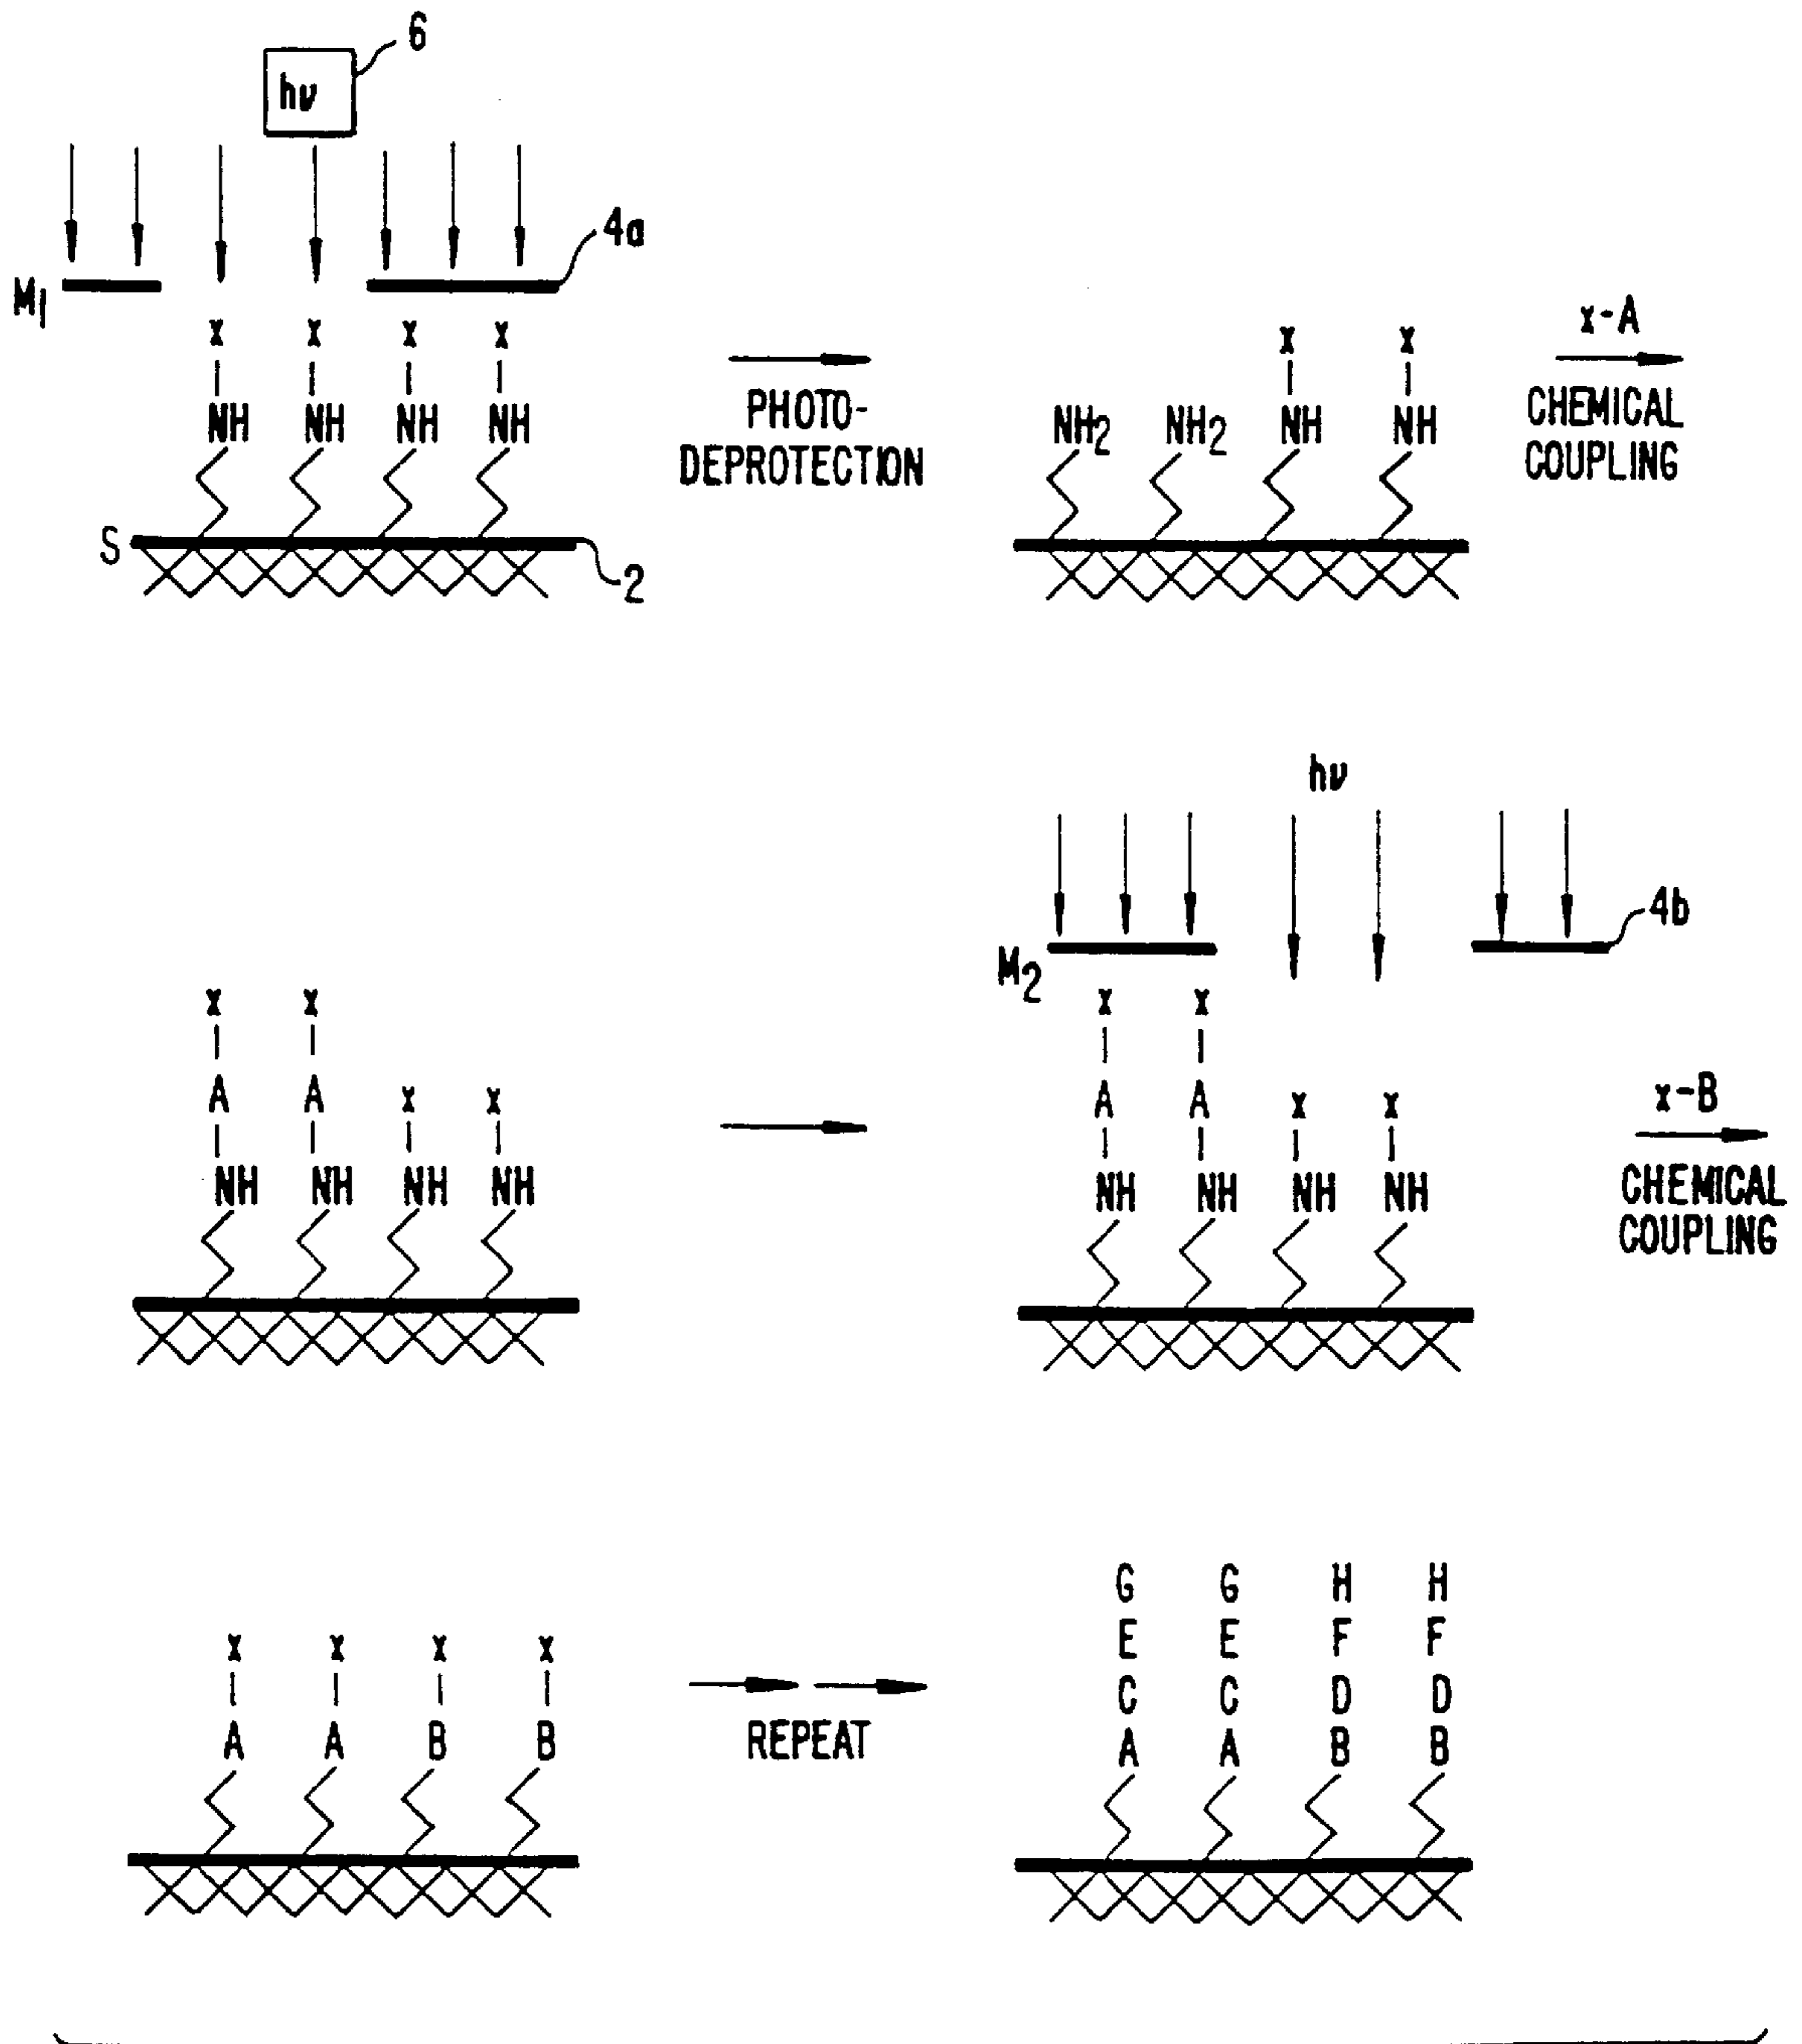 6
hν
4a
M1
x x x x x x
x-A
NH NH NH NH
PHOTO-
DEPROTECTION
NH2 NH2 NH NH
CHEMICAL
COUPLING
S
2
hν
4b
M2
x x x x
A A x x A A x x
x-B
NH NH NH NH NH NH NH NH
CHEMICAL
COUPLING
G G H H
x x x x E E F F
C C D D
A A B B
REPEAT
A A B B